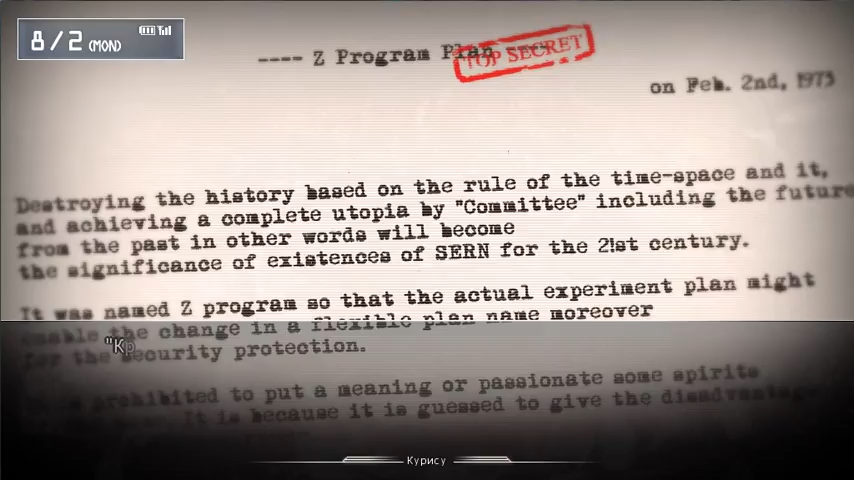 8/2 (MON)
---- Z Program Plan ----
TOP SECRET
on Feb. 2nd, 1973
Destroying the history based on the rule of the time-space and it,
and achieving a complete utopia by "Committee" including the future
from the past in other words will become
the significance of existences of SERN for the 21st century.
It was named Z program so that the actual experiment plan might
enable the change in a flexible plan name moreover
for the security protection.
"Кр
prohibited to put a meaning or passionate some spirits
It is because it is guessed to give the disadvantage
Курису